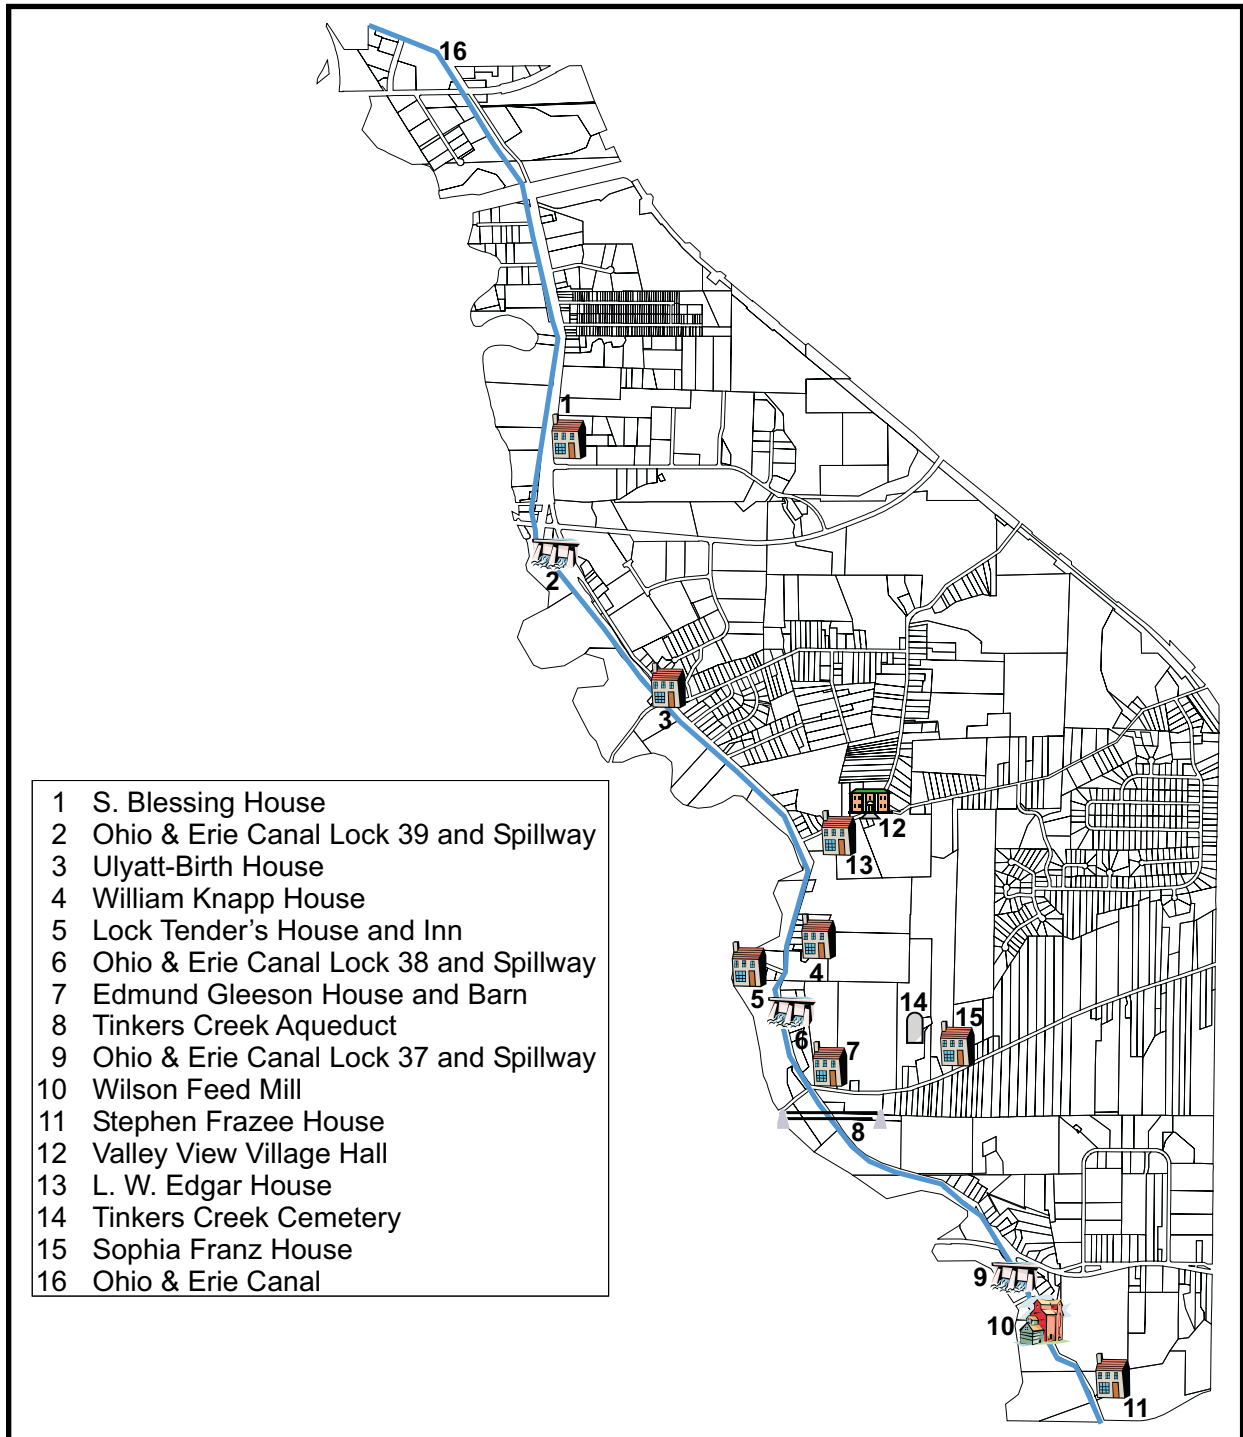 16
1
2
3
12
13
4
5
14
15
6
7
8
9
10
11
1 S. Blessing House
2 Ohio & Erie Canal Lock 39 and Spillway
3 Ulyatt-Birth House
4 William Knapp House
5 Lock Tender’s House and Inn
6 Ohio & Erie Canal Lock 38 and Spillway
7 Edmund Gleeson House and Barn
8 Tinkers Creek Aqueduct
9 Ohio & Erie Canal Lock 37 and Spillway
10 Wilson Feed Mill
11 Stephen Frazee House
12 Valley View Village Hall
13 L. W. Edgar House
14 Tinkers Creek Cemetery
15 Sophia Franz House
16 Ohio & Erie Canal